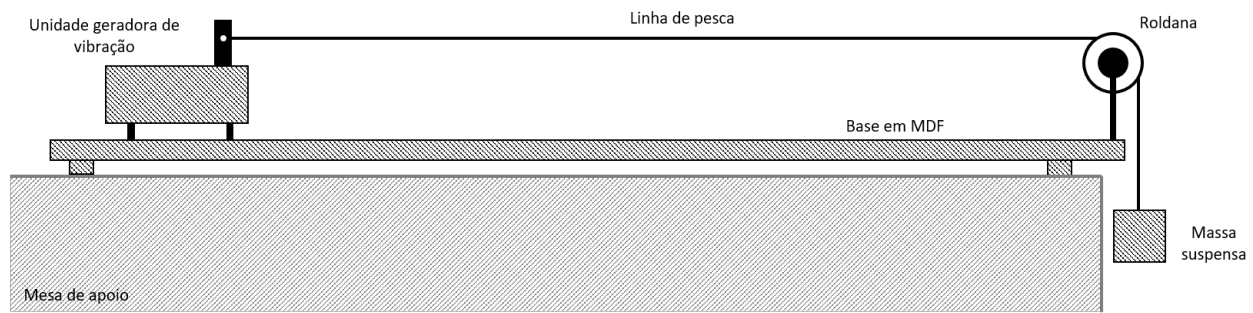 Unidade geradora de
vibração
Linha de pesca
Roldana
Base em MDF
Massa
suspensa
Mesa de apoio